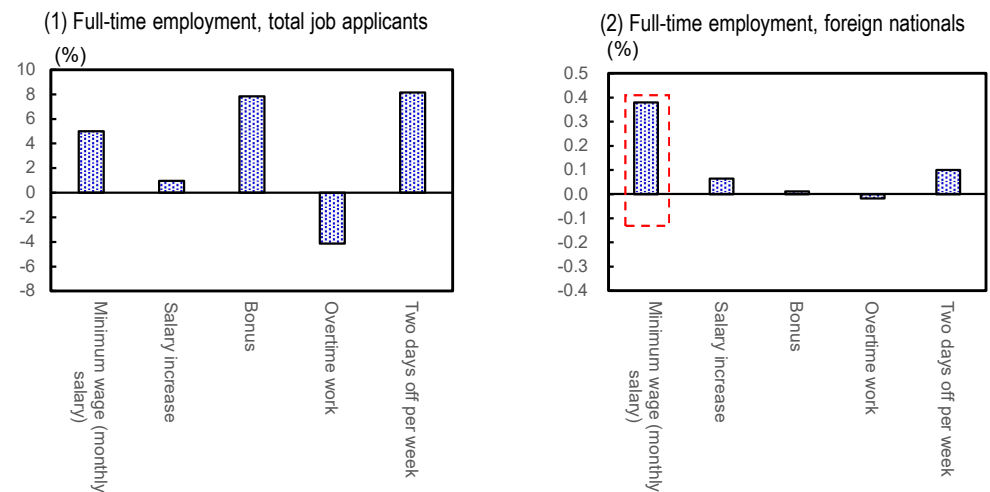 (1) Full-time employment, total job applicants
(%)
10
8
6
4
2
0
-2
-4
-6
-8
Minimum wage (monthly
salary)
Salary increase
Bonus
Overtime work
Two days off per week
(2) Full-time employment, foreign nationals
(%)
0.5
0.4
0.3
0.2
0.1
0.0
-0.1
-0.2
-0.3
-0.4
Minimum wage (monthly
salary)
Salary increase
Bonus
Overtime work
Two days off per week